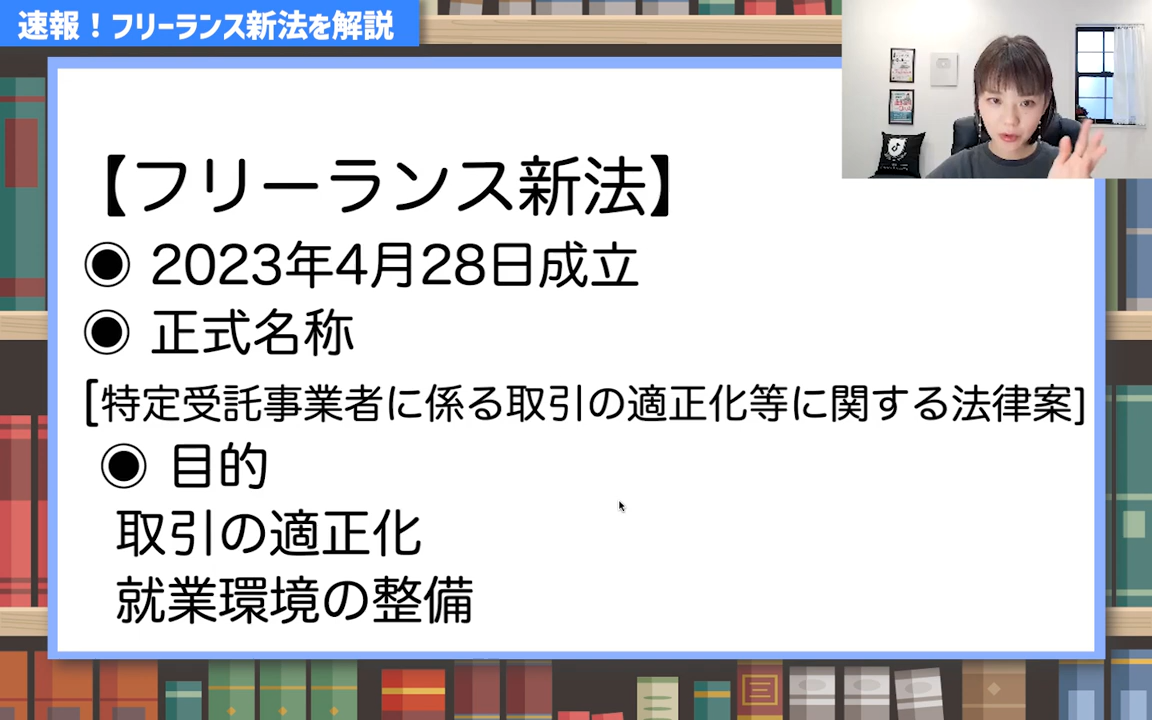 速報！フリーランス新法を解説
【フリーランス新法】
◉ 2023年4月28日成立
◉ 正式名称
[特定受託事業者に係る取引の適正化等に関する法律案]
◉ 目的
取引の適正化
就業環境の整備